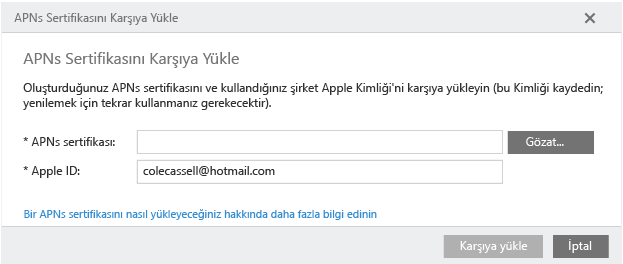 APNs Sertifikasını Karşıya Yükle
APNs Sertifikasını Karşıya Yükle
Oluşturduğunuz APNs sertifikasını ve kullandığınız şirket Apple Kimliği'ni karşıya yükleyin (bu Kimliği kaydedin;
yenilemek için tekrar kullanmanız gerekecektir).
* APNs sertifikası:
Gözat...
* Apple ID:
colecassell@hotmail.com
Bir APNs sertifikasını nasıl yükleyeceğiniz hakkında daha fazla bilgi edinin
Karşıya yükle
İptal